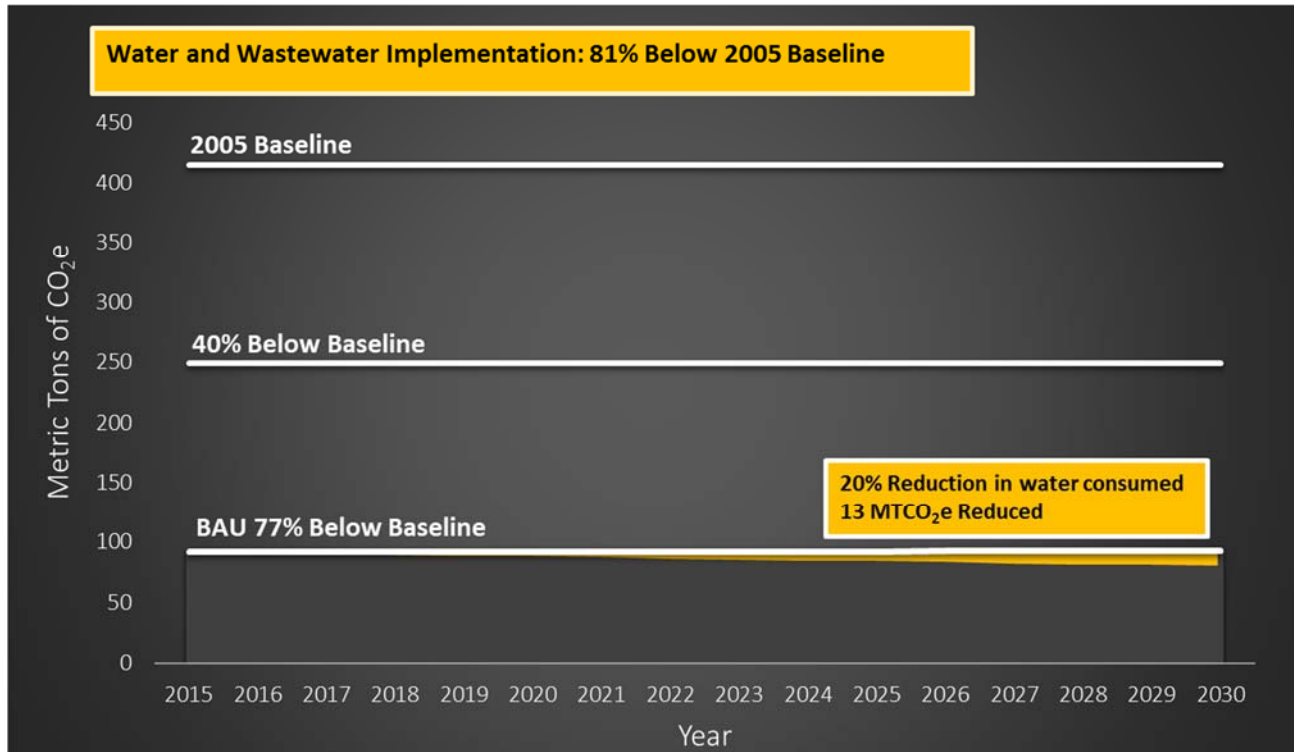 Water and Wastewater Implementation: 81% Below 2005 Baseline
450
2005 Baseline
400
350
300
40% Below Baseline
250
200
150
20% Reduction in water consumed
13 MTCO₂e Reduced
BAU 77% Below Baseline
100
50
0
Metric Tons of CO₂e
2015 2016 2017 2018 2019 2020 2021 2022 2023 2024 2025 2026 2027 2028 2029 2030
Year